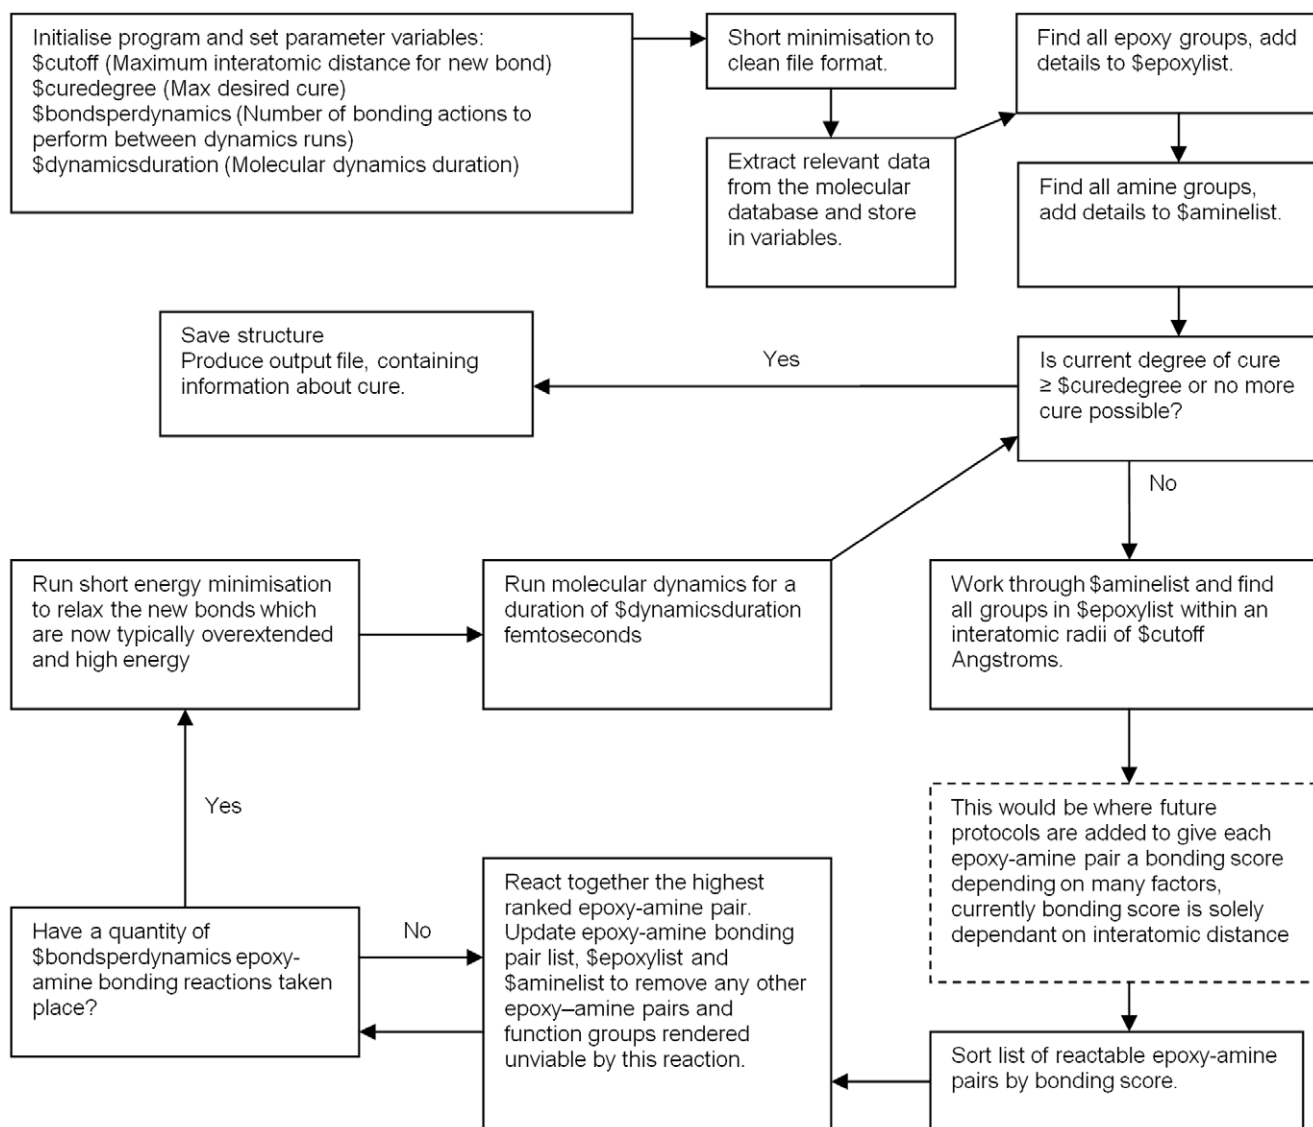 Initialise program and set parameter variables:
$cutoff (Maximum interatomic distance for new bond)
$curedegree (Max desired cure)
$bondsperdynamics (Number of bonding actions to
perform between dynamics runs)
$dynamicsduration (Molecular dynamics duration)
Short minimisation to
clean file format.
Extract relevant data
from the molecular
database and store
in variables.
Find all epoxy groups, add
details to $epoxylist.
Find all amine groups,
add details to $aminelist.
Is current degree of cure
≥ $curedegree or no more
cure possible?
Yes
Save structure
Produce output file, containing
information about cure.
No
Work through $aminelist and find
all groups in $epoxylist within an
interatomic radii of $cutoff
Angstroms.
This would be where future
protocols are added to give each
epoxy-amine pair a bonding score
depending on many factors,
currently bonding score is solely
dependant on interatomic distance
Sort list of reactable epoxy-amine
pairs by bonding score.
React together the highest
ranked epoxy-amine pair.
Update epoxy-amine bonding
pair list, $epoxylist and
$aminelist to remove any other
epoxy–amine pairs and
function groups rendered
unviable by this reaction.
No
Have a quantity of
$bondsperdynamics epoxy-
amine bonding reactions taken
place?
Yes
Run short energy minimisation
to relax the new bonds which
are now typically overextended
and high energy
Run molecular dynamics for a
duration of $dynamicsduration
femtoseconds